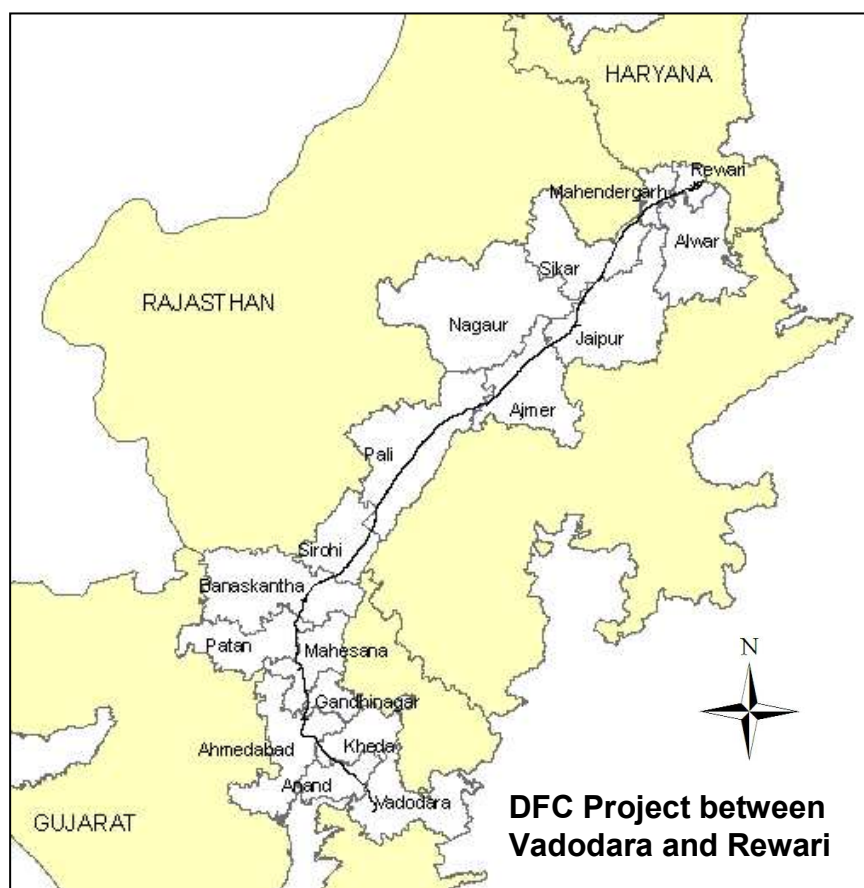 HARYANA
Rewari
Mahendergarh
Alwar
Sikar
RAJASTHAN
Nagaur
Jaipur
Ajmer
Pali
Sirohi
Banaskantha
Patan
Mahesana
N
Gandhinagar
Ahmedabad
Kheda
Anand
Vadodara
GUJARAT
DFC Project between
Vadodara and Rewari